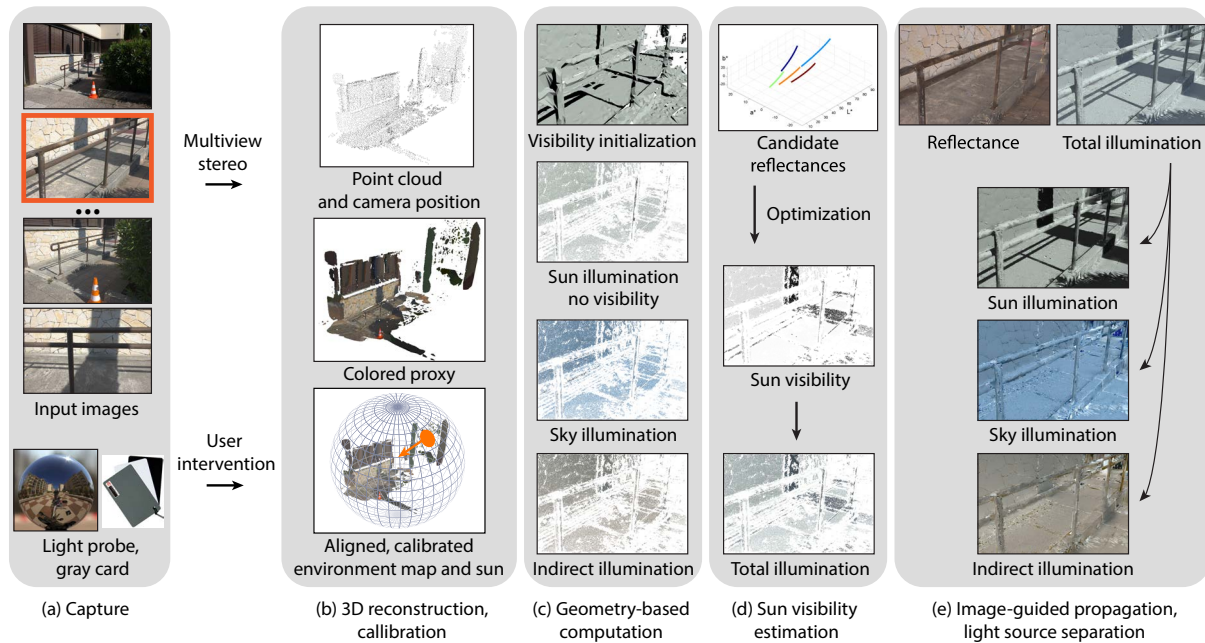 Input images
Light probe,
gray card
(a) Capture
Multiview
stereo
User
intervention
Point cloud
and camera position
Colored proxy
Aligned, calibrated
environment map and sun
(b) 3D reconstruction,
callibration
Visibility initialization
Sun illumination
no visibility
Sky illumination
Indirect illumination
(c) Geometry-based
computation
b*
a*
L*
Candidate
reflectances
Optimization
Sun visibility
Total illumination
(d) Sun visibility
estimation
Reflectance
Total illumination
Sun illumination
Sky illumination
Indirect illumination
(e) Image-guided propagation,
light source separation